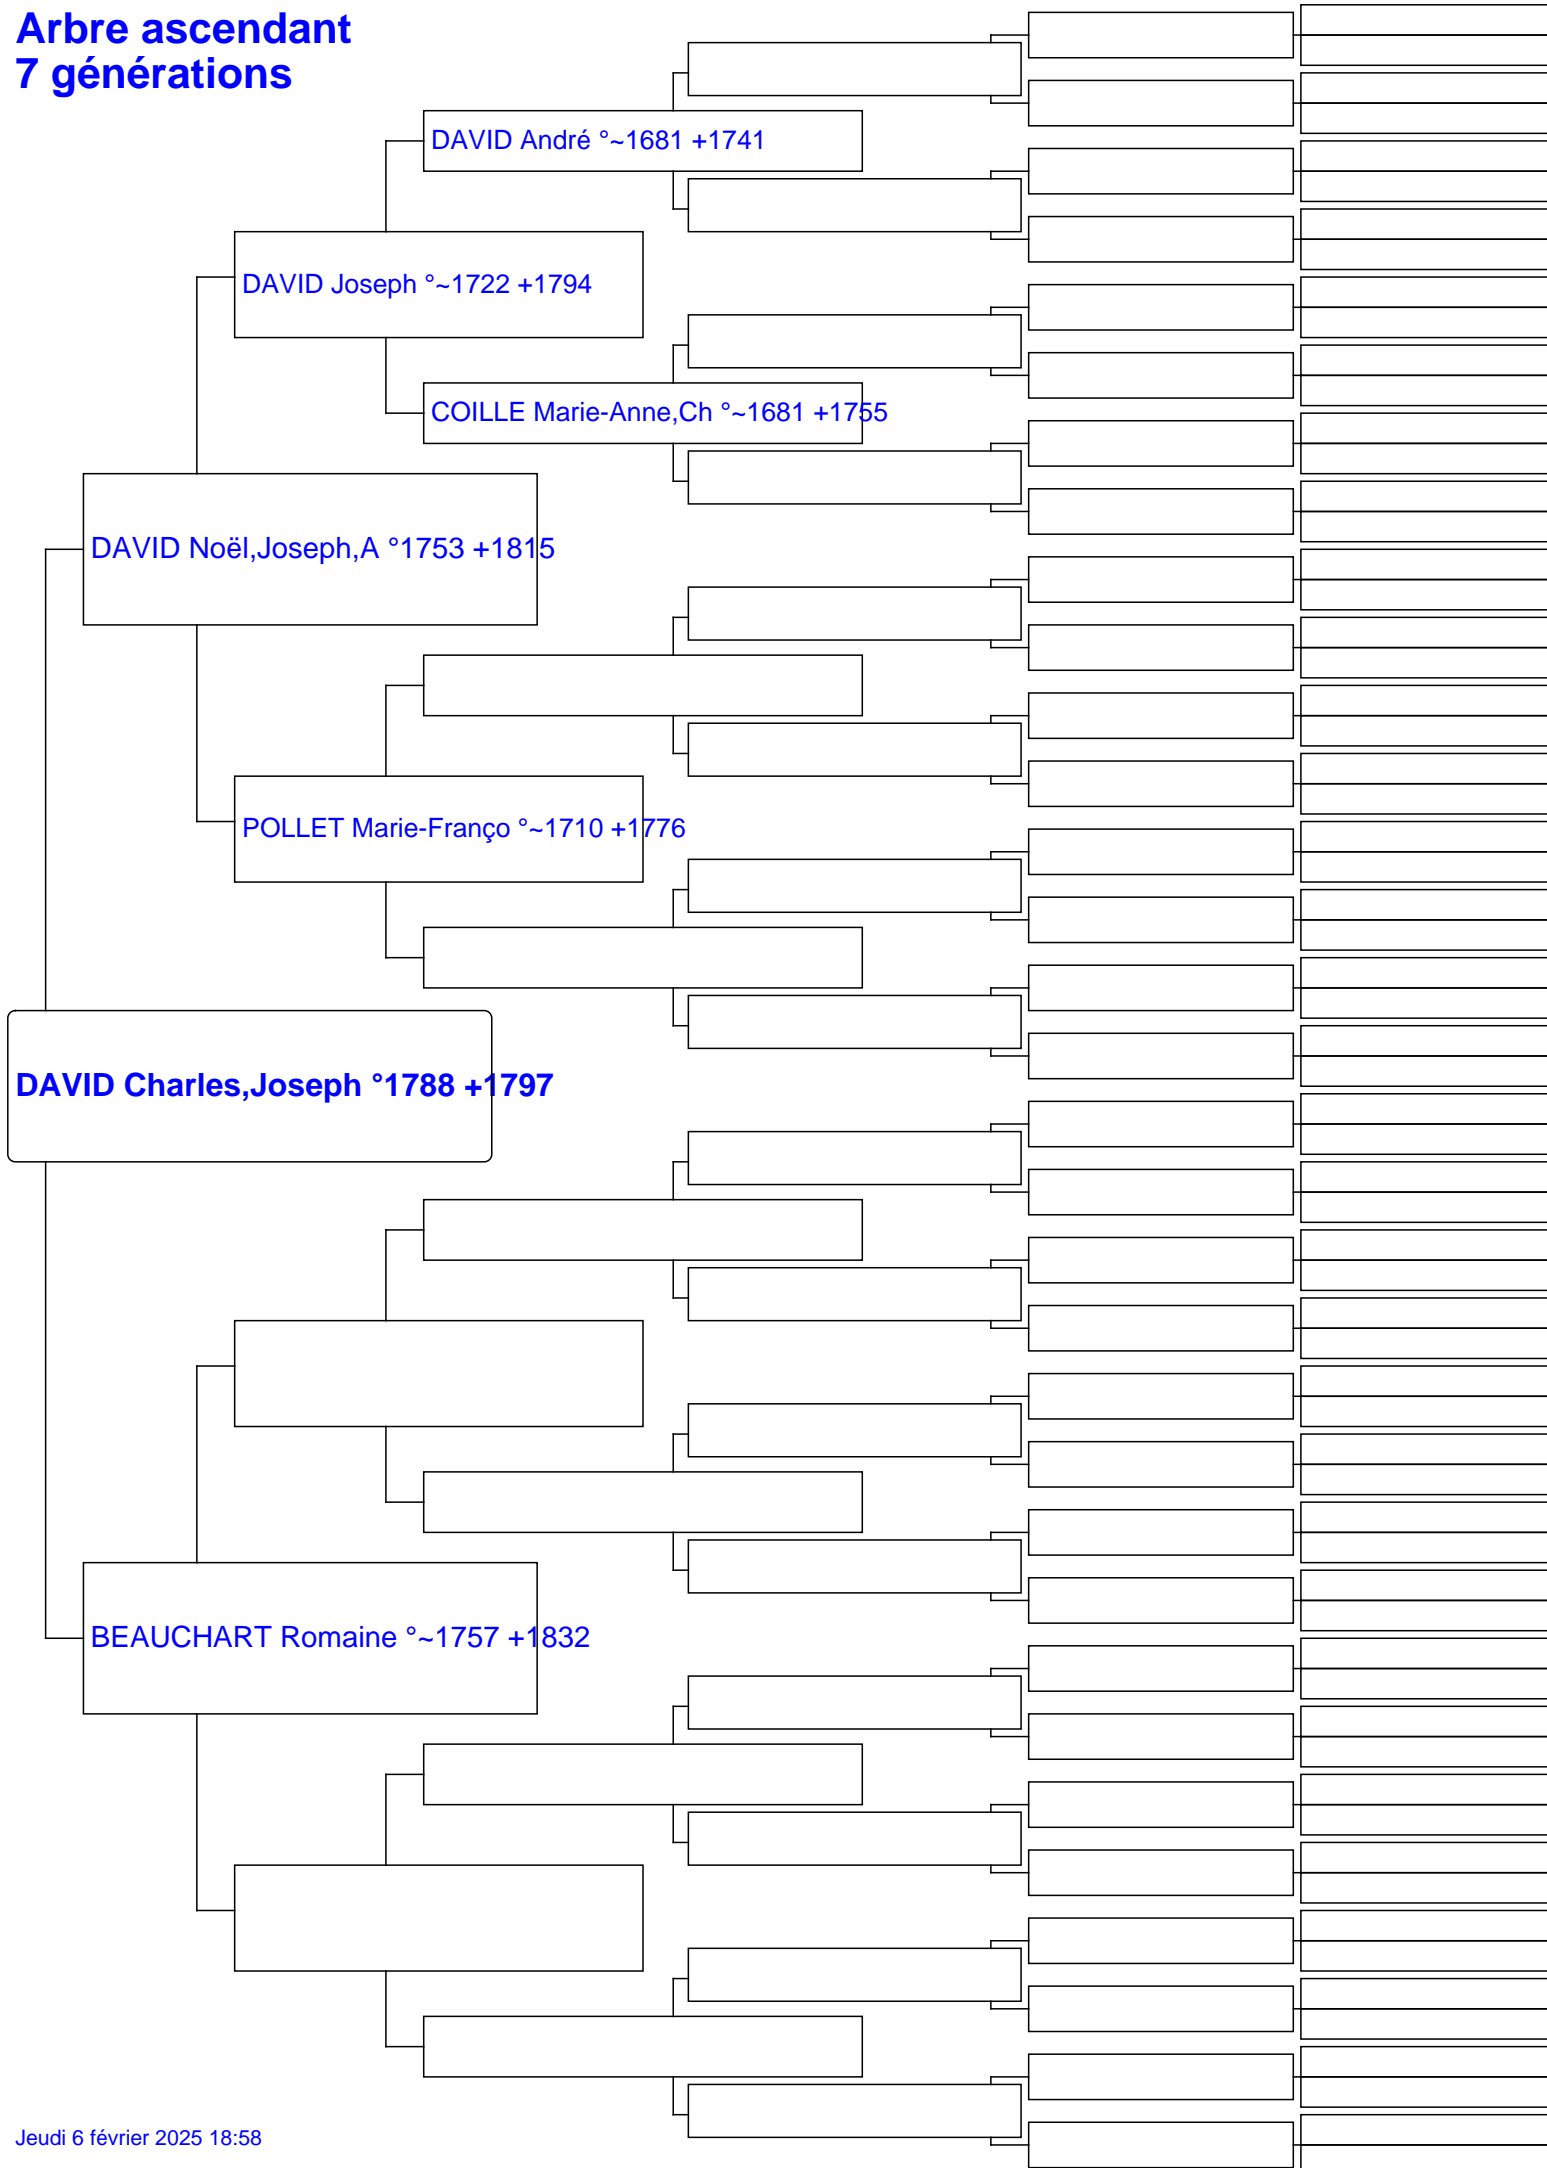 Arbre ascendant
7 générations
DAVID André °~1681 +1741
DAVID Joseph °~1722 +1794
COILLE Marie-Anne,Ch °~1681 +1755
DAVID Noël,Joseph,A °1753 +1815
POLLET Marie-Franço °~1710 +1776
DAVID Charles,Joseph °1788 +1797
BEAUCHART Romaine °~1757 +1832
Jeudi 6 février 2025 18:58